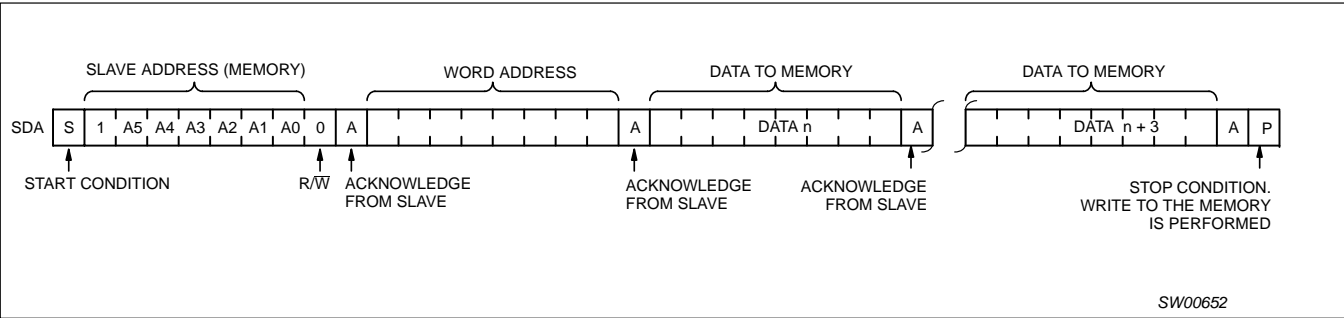 SLAVE ADDRESS (MEMORY) WORD ADDRESS DATA TO MEMORY DATA TO MEMORY
SDA S 1 A5 A4 A3 A2 A1 A0 0 A A DATA n A DATA n + 3 A P
START CONDITION
R/W̅
ACKNOWLEDGE
FROM SLAVE
ACKNOWLEDGE
FROM SLAVE
ACKNOWLEDGE
FROM SLAVE
STOP CONDITION.
WRITE TO THE MEMORY
IS PERFORMED
SW00652